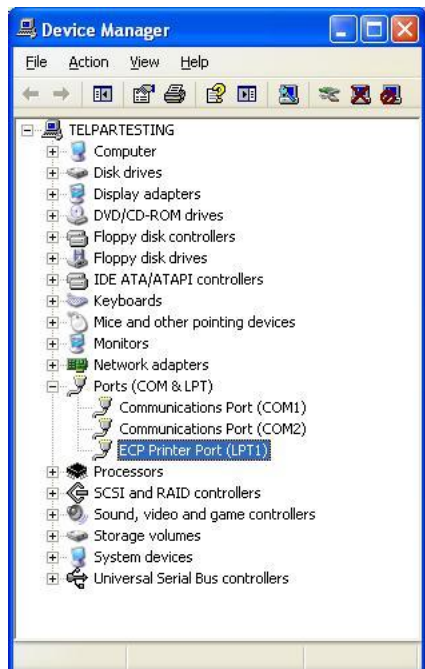 Device Manager
File Action View Help
TELPARTESTING
Computer
Disk drives
Display adapters
DVD/CD-ROM drives
Floppy disk controllers
Floppy disk drives
IDE ATA/ATAPI controllers
Keyboards
Mice and other pointing devices
Monitors
Network adapters
Ports (COM & LPT)
Communications Port (COM1)
Communications Port (COM2)
ECP Printer Port (LPT1)
Processors
SCSI and RAID controllers
Sound, video and game controllers
Storage volumes
System devices
Universal Serial Bus controllers